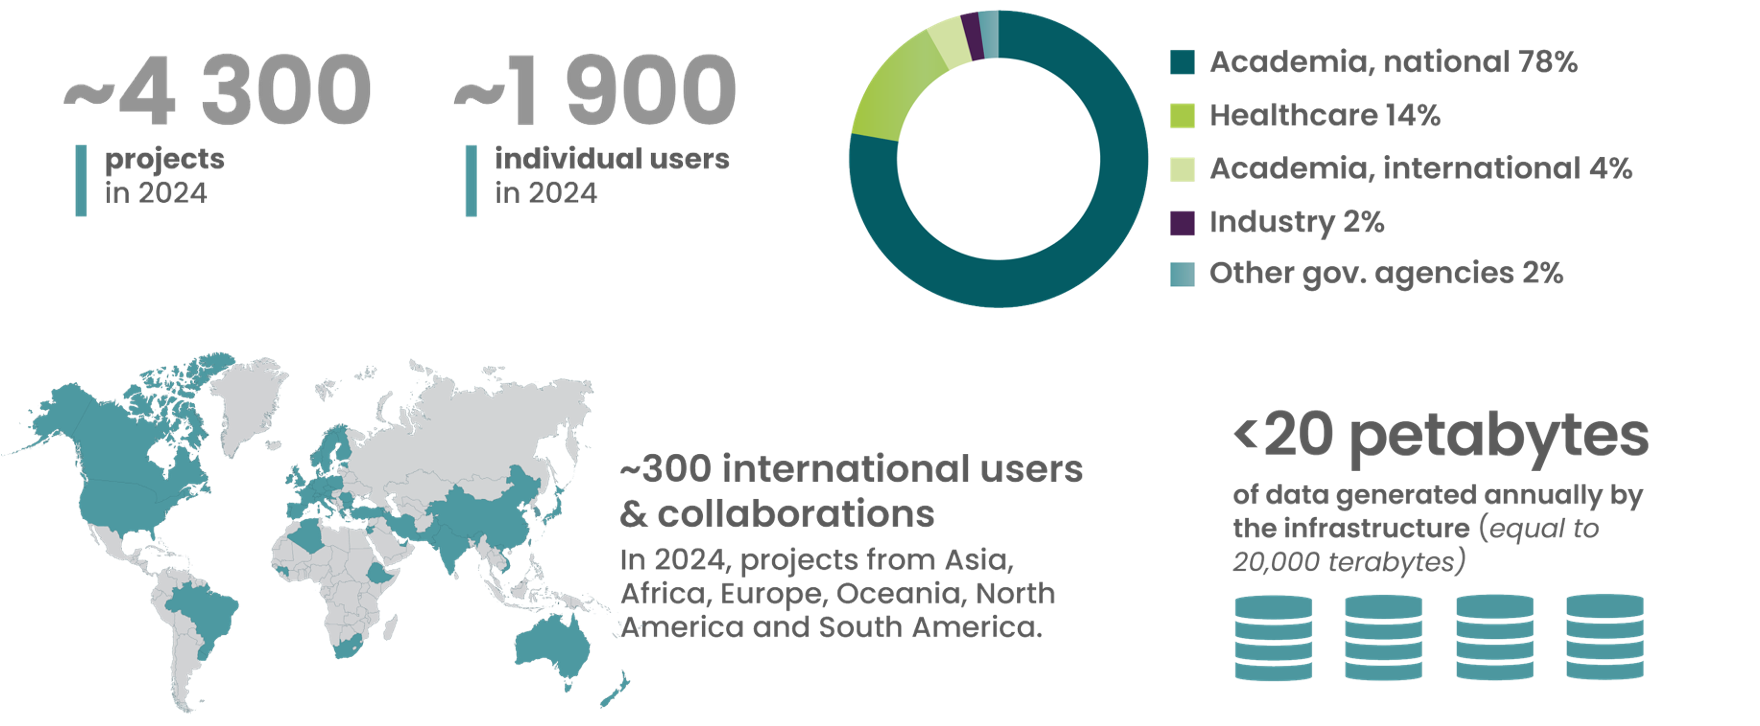 ~4 300
projects
in 2024
~1 900
individual users
in 2024
Academia, national 78%
Healthcare 14%
Academia, international 4%
Industry 2%
Other gov. agencies 2%
~300 international users
& collaborations
In 2024, projects from Asia,
Africa, Europe, Oceania, North
America and South America.
<20 petabytes
of data generated annually by
the infrastructure (equal to
20,000 terabytes)